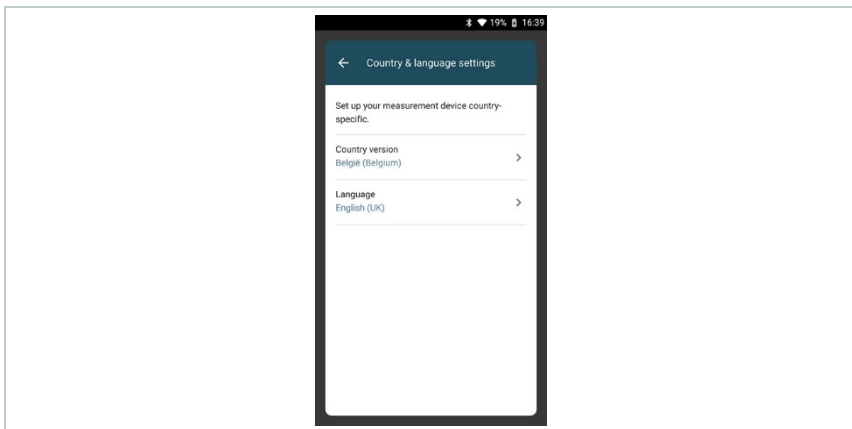 19% 16:39
Country & language settings
Set up your measurement device country-
specific.
Country version
België (Belgium)
Language
English (UK)